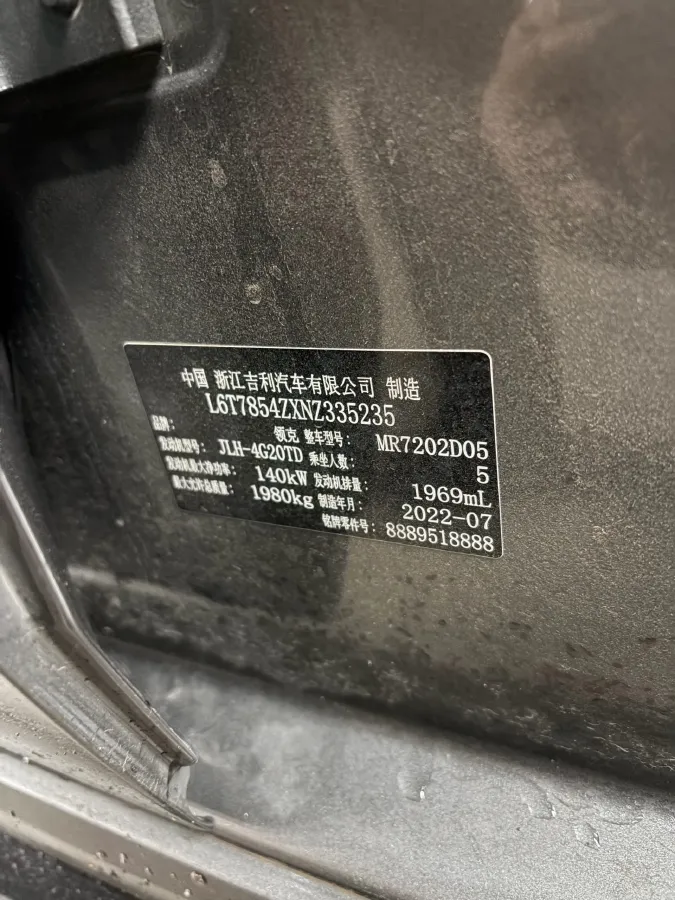 中国 浙江吉利汽车有限公司 制造
L6T7854ZXNZ335235
品牌： 领克 整车型号： MR7202D05
发动机型号： JLH-4G20TD 乘坐人数： 5
发动机最大净功率： 140kW 发动机排量： 1969mL
最大允许总质量： 1980kg 制造年月： 2022-07
铭牌零件号： 8889518888